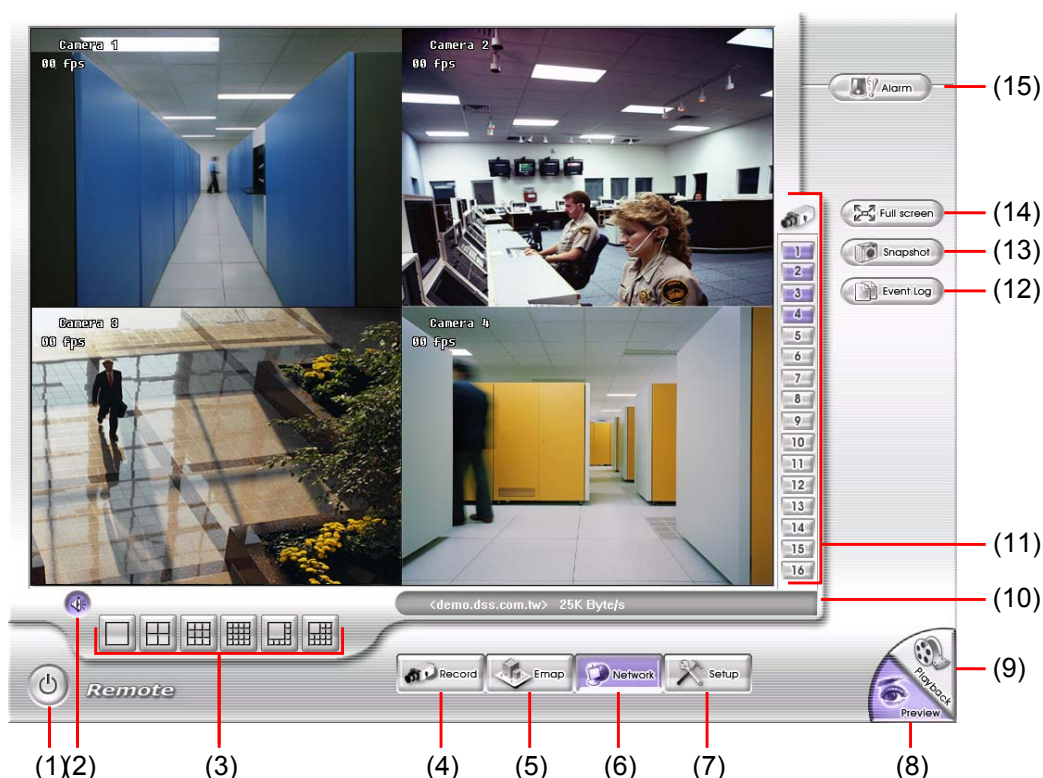 Camera 1
00 fps
Camera 2
00 fps
Camera 3
00 fps
Camera 4
00 fps
Alarm
(15)
Full screen
(14)
Snapshot
(13)
Event Log
(12)
1
2
3
4
5
6
7
8
9
10
11
12
13
14
15
16
(11)
<demo.dss.com.tw> 25K Byte/s
(10)
Remote
Record
Emap
Network
Setup
Playback
(9)
Preview
(1)
(2)
(3)
(4)
(5)
(6)
(7)
(8)